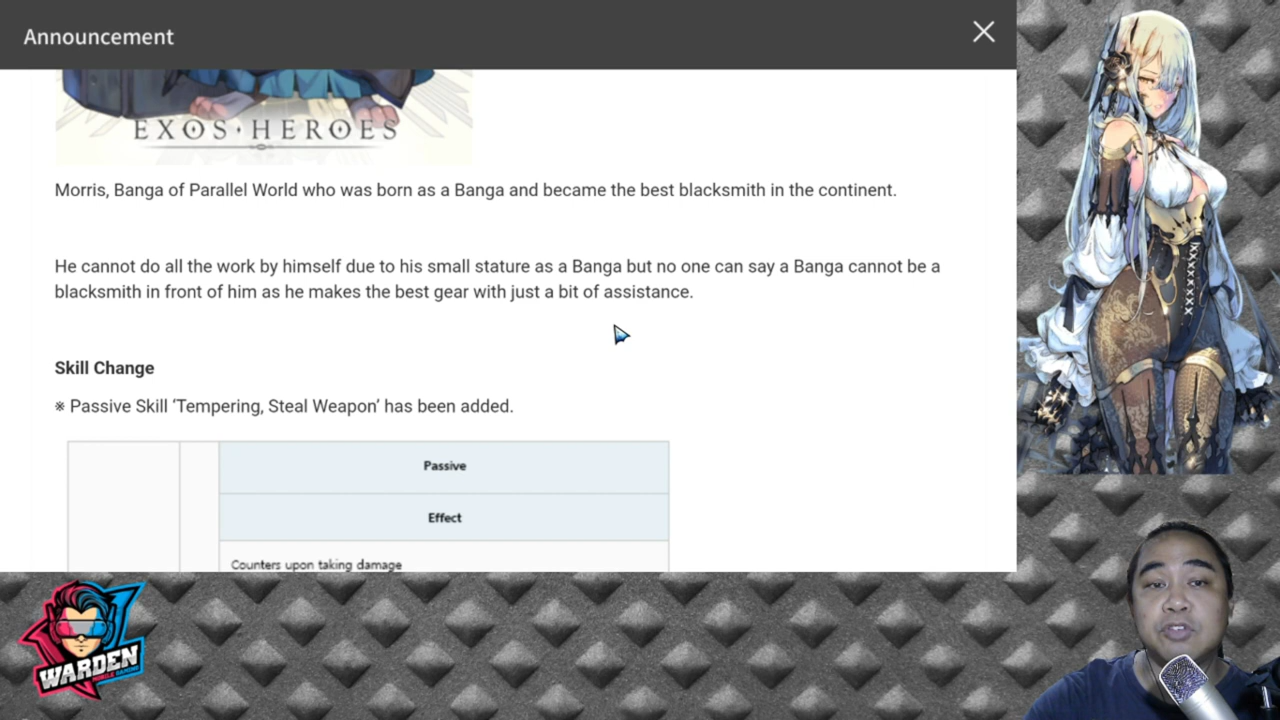 Announcement
EXOS·HEROES
Morris, Banga of Parallel World who was born as a Banga and became the best blacksmith in the continent.
He cannot do all the work by himself due to his small stature as a Banga but no one can say a Banga cannot be a
blacksmith in front of him as he makes the best gear with just a bit of assistance.
Skill Change
※ Passive Skill ‘Tempering, Steal Weapon’ has been added.
Passive
Effect
Counters upon taking damage
WARDEN
MOBILE GAMING